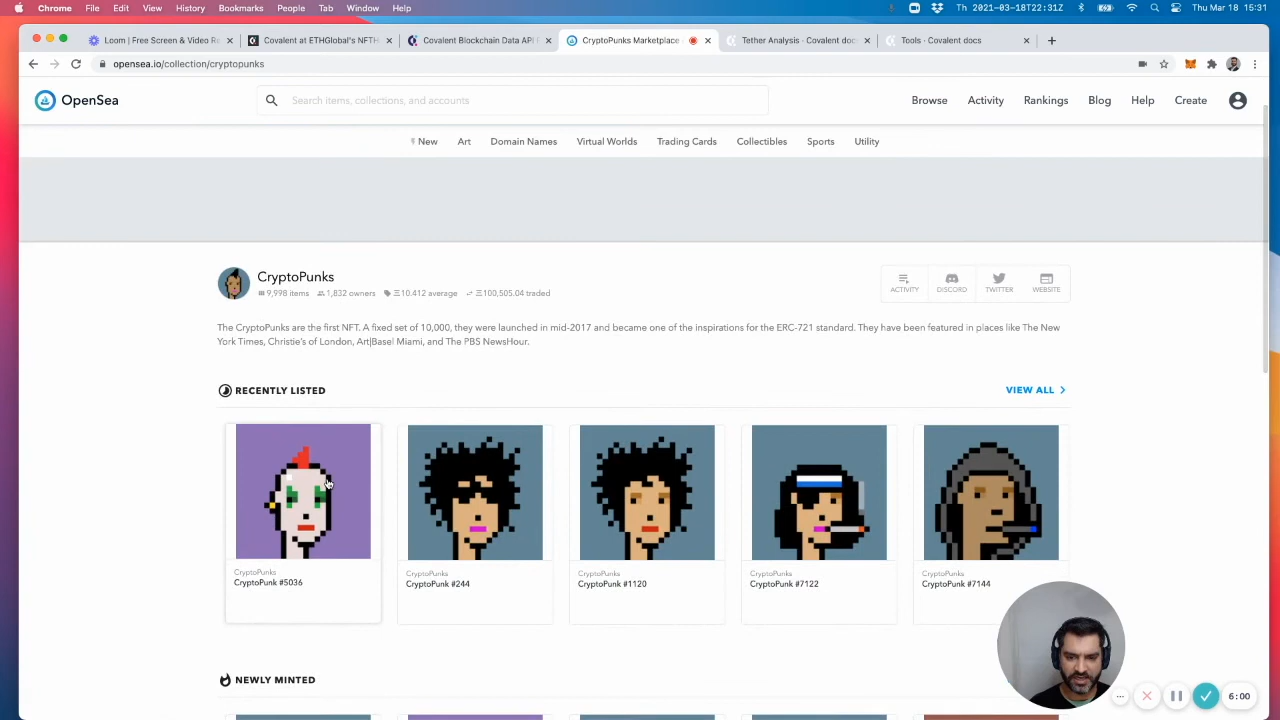 Chrome File Edit View History Bookmarks People Tab Window Help Th 2021-03-18T22:31Z Thu Mar 18 15:31
Loom | Free Screen & Video Re Covalent at ETHGlobal's NFTH Covalent Blockchain Data API CryptoPunks Marketplace Tether Analysis - Covalent doc Tools - Covalent docs
opensea.io/collection/cryptopunks
OpenSea Search items, collections, and accounts Browse Activity Rankings Blog Help Create
New Art Domain Names Virtual Worlds Trading Cards Collectibles Sports Utility
CryptoPunks
9,998 items 1,832 owners Ξ10.412 average Ξ100,505.04 traded
ACTIVITY DISCORD TWITTER WEBSITE
The CryptoPunks are the first NFT. A fixed set of 10,000, they were launched in mid-2017 and became one of the inspirations for the ERC-721 standard. They have been featured in places like The New
York Times, Christie's of London, Art|Basel Miami, and The PBS NewsHour.
RECENTLY LISTED VIEW ALL
CryptoPunks CryptoPunks CryptoPunks CryptoPunks CryptoPunks
CryptoPunk #5036 CryptoPunk #244 CryptoPunk #1120 CryptoPunk #7122 CryptoPunk #7144
NEWLY MINTED
6:00